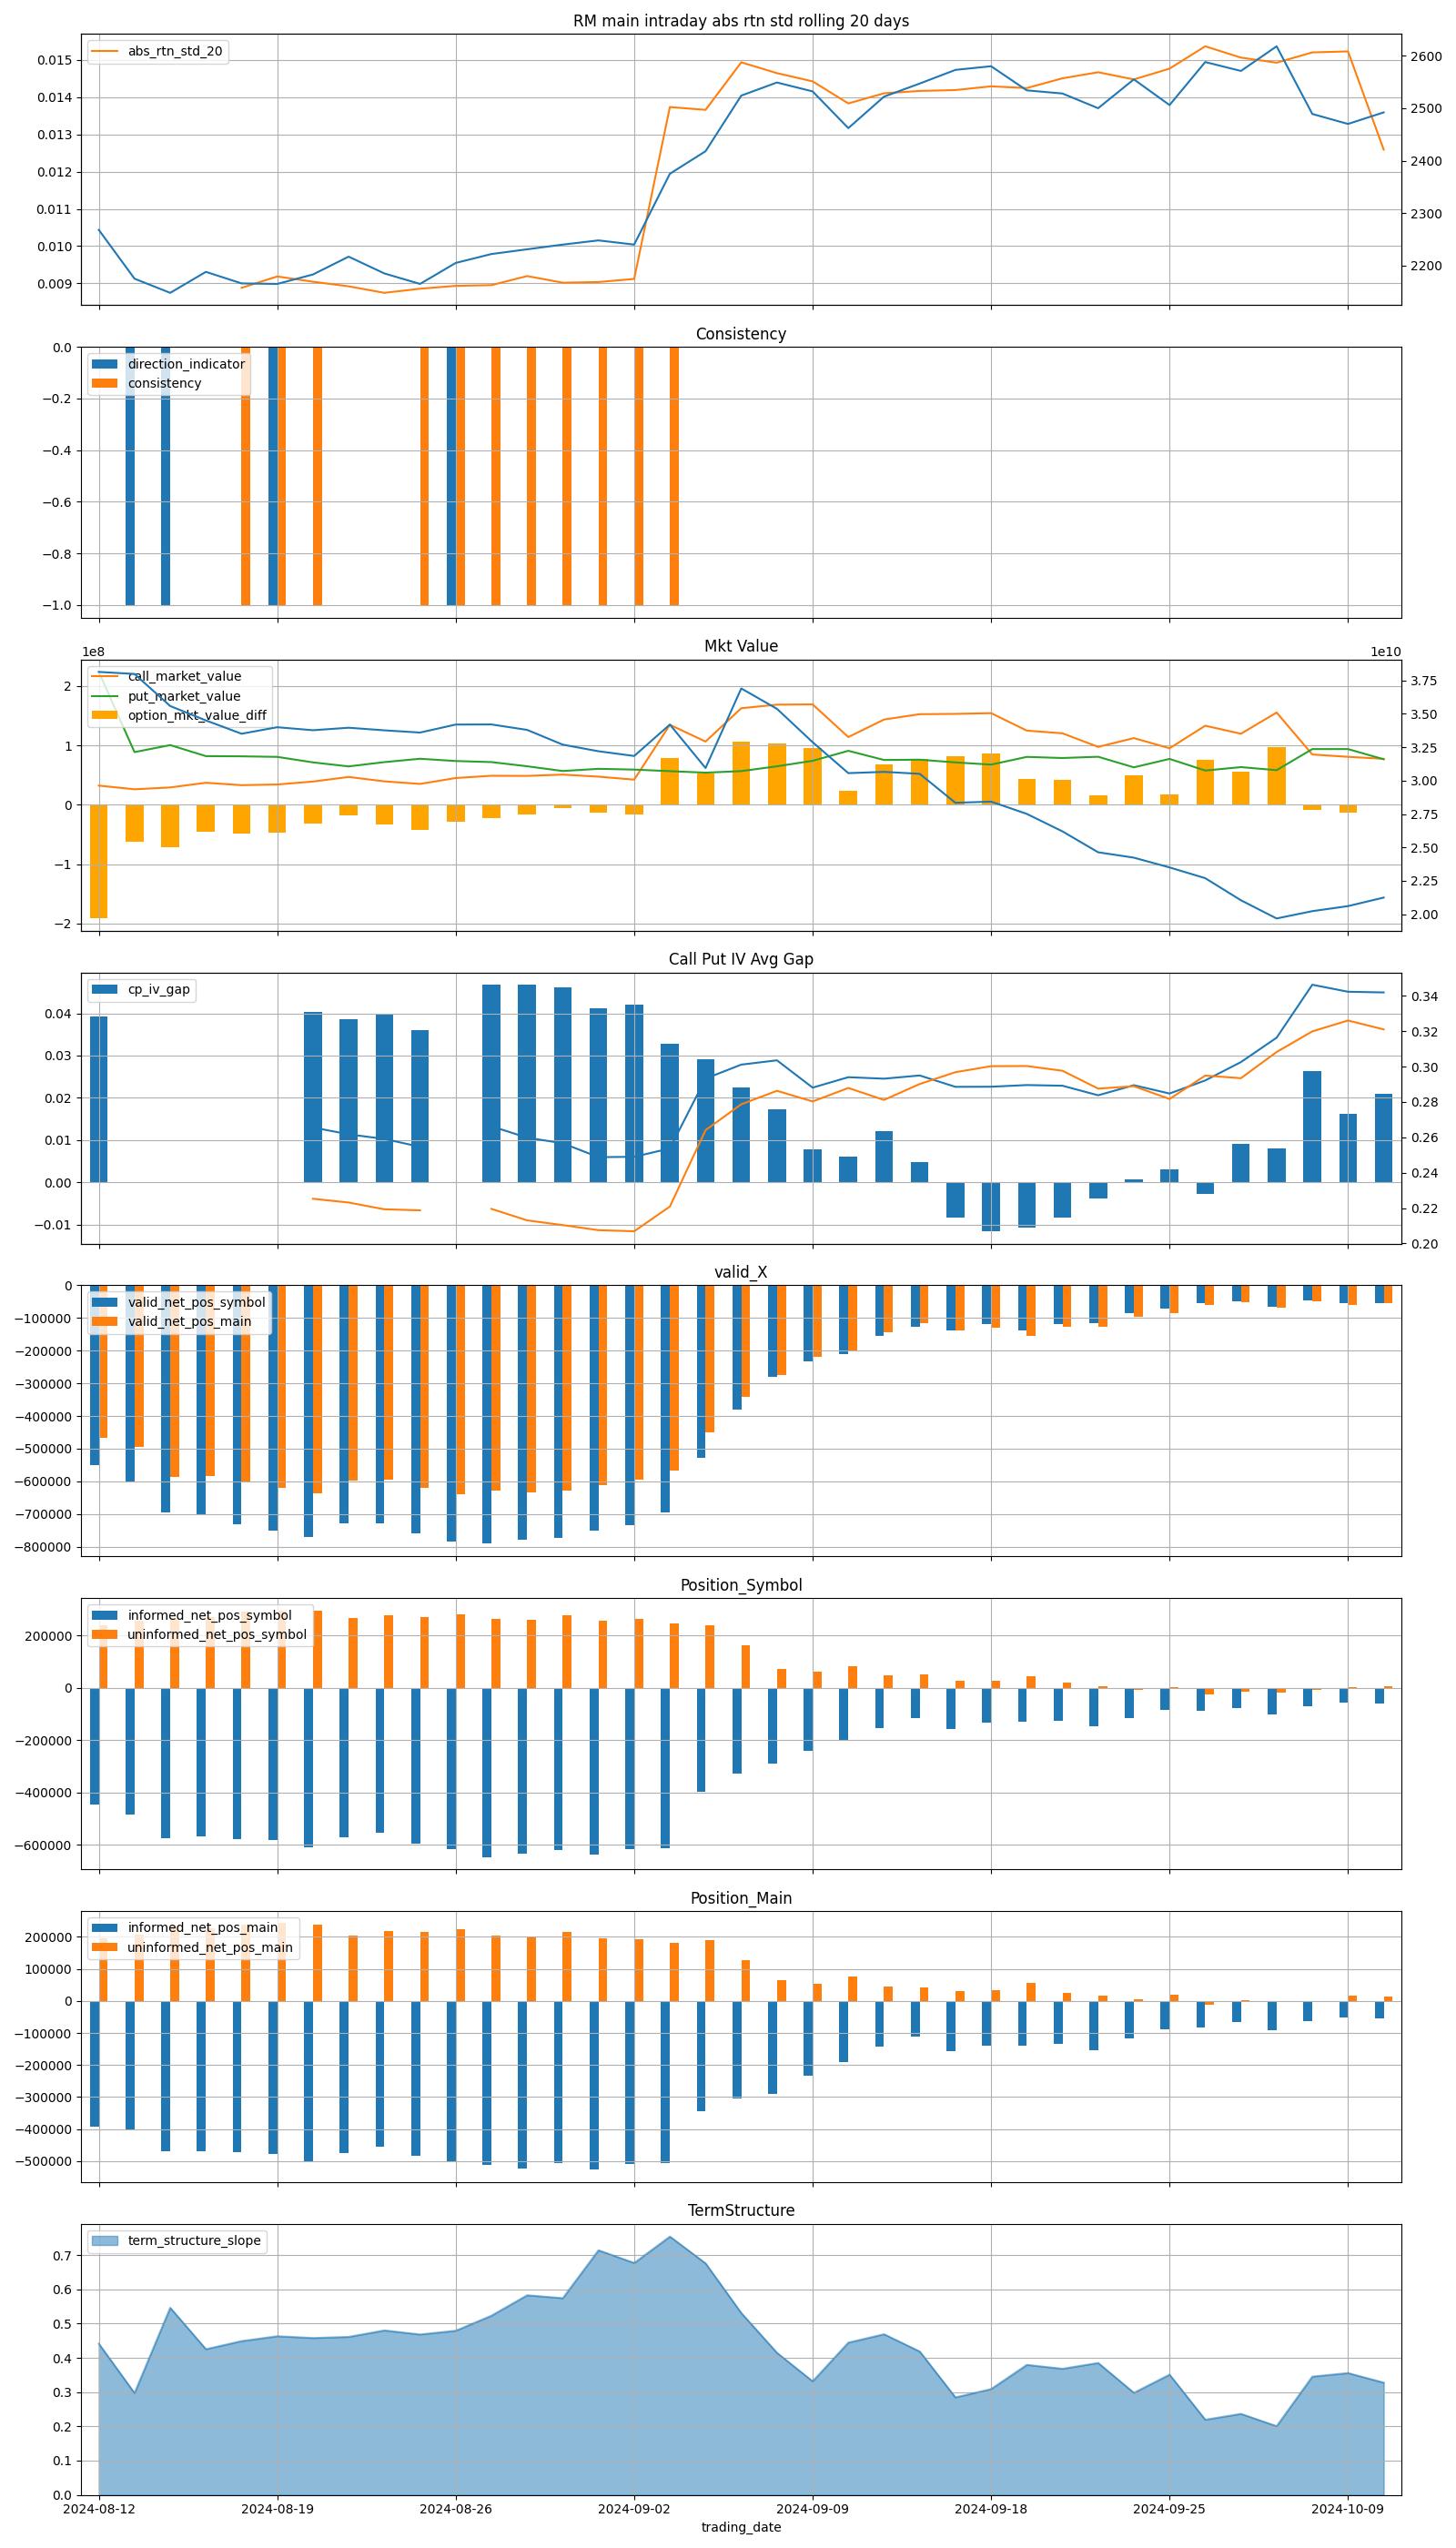 RM main intraday abs rtn std rolling 20 days
abs_rtn_std_20
0.015
0.014
0.013
0.012
0.011
0.010
0.009
2600
2500
2400
2300
2200
Consistency
direction_indicator
consistency
0.0
−0.2
−0.4
−0.6
−0.8
−1.0
Mkt Value
1e8
1e10
call_market_value
put_market_value
option_mkt_value_diff
2
1
0
−1
−2
3.75
3.50
3.25
3.00
2.75
2.50
2.25
2.00
Call Put IV Avg Gap
cp_iv_gap
0.04
0.03
0.02
0.01
0.00
−0.01
0.34
0.32
0.30
0.28
0.26
0.24
0.22
0.20
valid_X
valid_net_pos_symbol
valid_net_pos_main
0
−100000
−200000
−300000
−400000
−500000
−600000
−700000
−800000
Position_Symbol
informed_net_pos_symbol
uninformed_net_pos_symbol
200000
0
−200000
−400000
−600000
Position_Main
informed_net_pos_main
uninformed_net_pos_main
200000
100000
0
−100000
−200000
−300000
−400000
−500000
TermStructure
term_structure_slope
0.7
0.6
0.5
0.4
0.3
0.2
0.1
0.0
2024-08-12 2024-08-19 2024-08-26 2024-09-02 2024-09-09 2024-09-18 2024-09-25 2024-10-09
trading_date